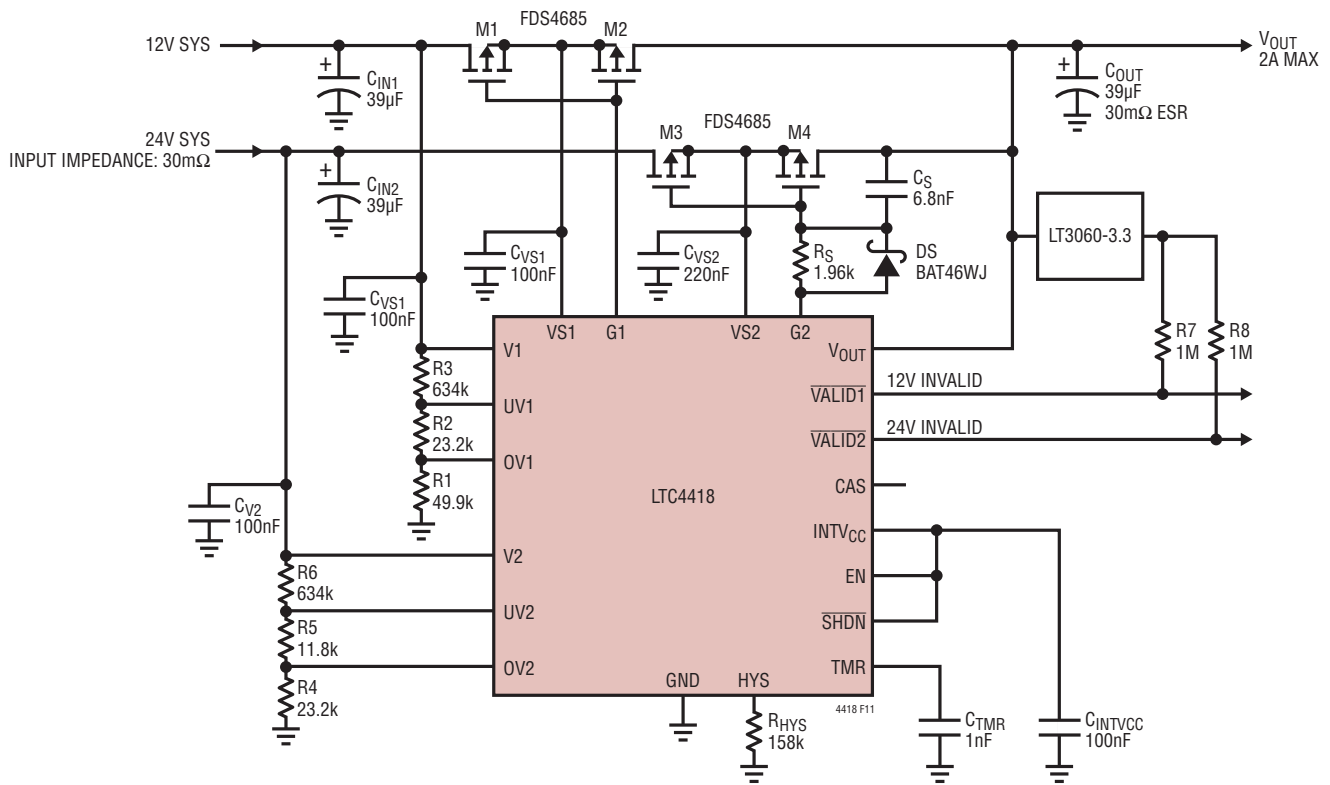 FDS4685
12V SYS
M1
M2
VOUT
2A MAX
+
CIN1
39µF
+
COUT
39µF
30mΩ ESR
24V SYS
INPUT IMPEDANCE: 30mΩ
FDS4685
M3
M4
+
CIN2
39µF
CS
6.8nF
LT3060-3.3
CVS1
100nF
CVS2
220nF
RS
1.96k
DS
BAT46WJ
CVS1
100nF
VS1
G1
VS2
G2
R7
1M
R8
1M
V1
VOUT
R3
634k
VALID1
12V INVALID
UV1
R2
23.2k
VALID2
24V INVALID
OV1
R1
49.9k
CAS
LTC4418
CV2
100nF
INTVCC
V2
EN
R6
634k
UV2
SHDN
R5
11.8k
OV2
TMR
R4
23.2k
GND
HYS
4418 F11
RHYS
158k
CTMR
1nF
CINTVCC
100nF